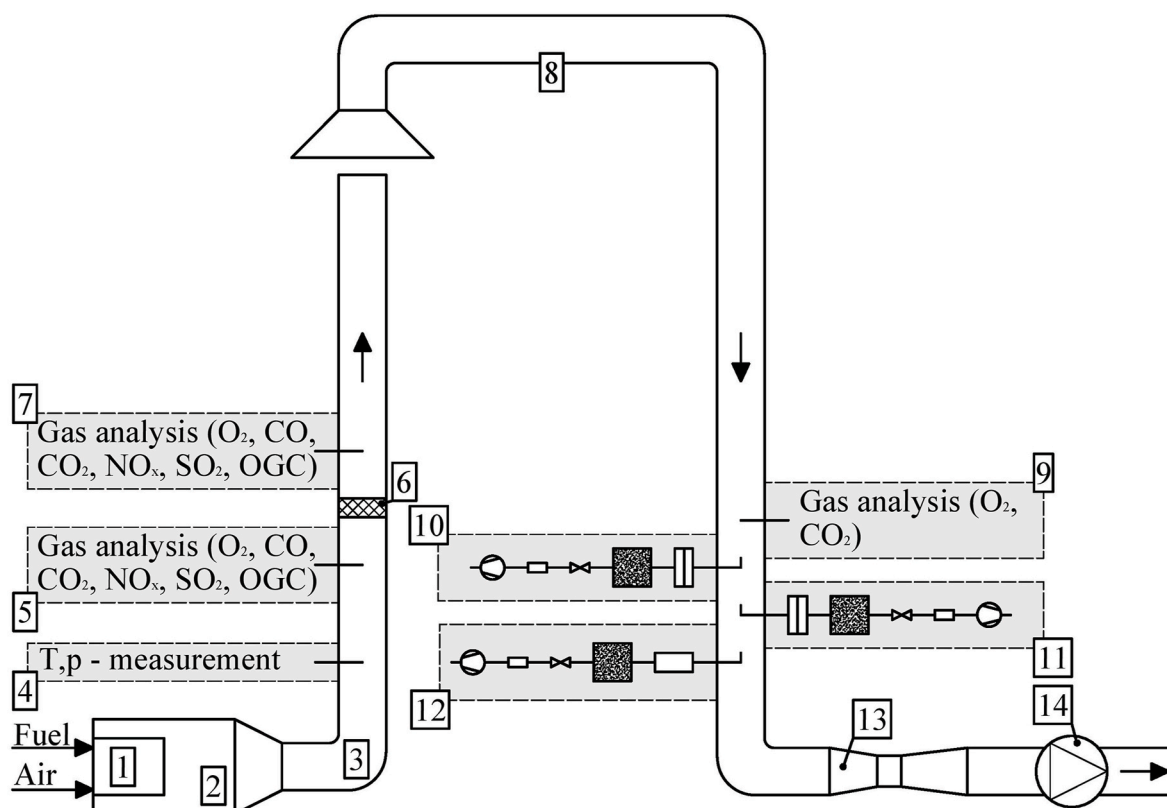 8
7
Gas analysis (O₂, CO,
CO₂, NOₓ, SO₂, OGC)
6
9
Gas analysis (O₂,
CO₂)
10
Gas analysis (O₂, CO,
CO₂, NOₓ, SO₂, OGC)
5
11
T,p - measurement
4
12
13
14
Fuel
Air
1
2
3